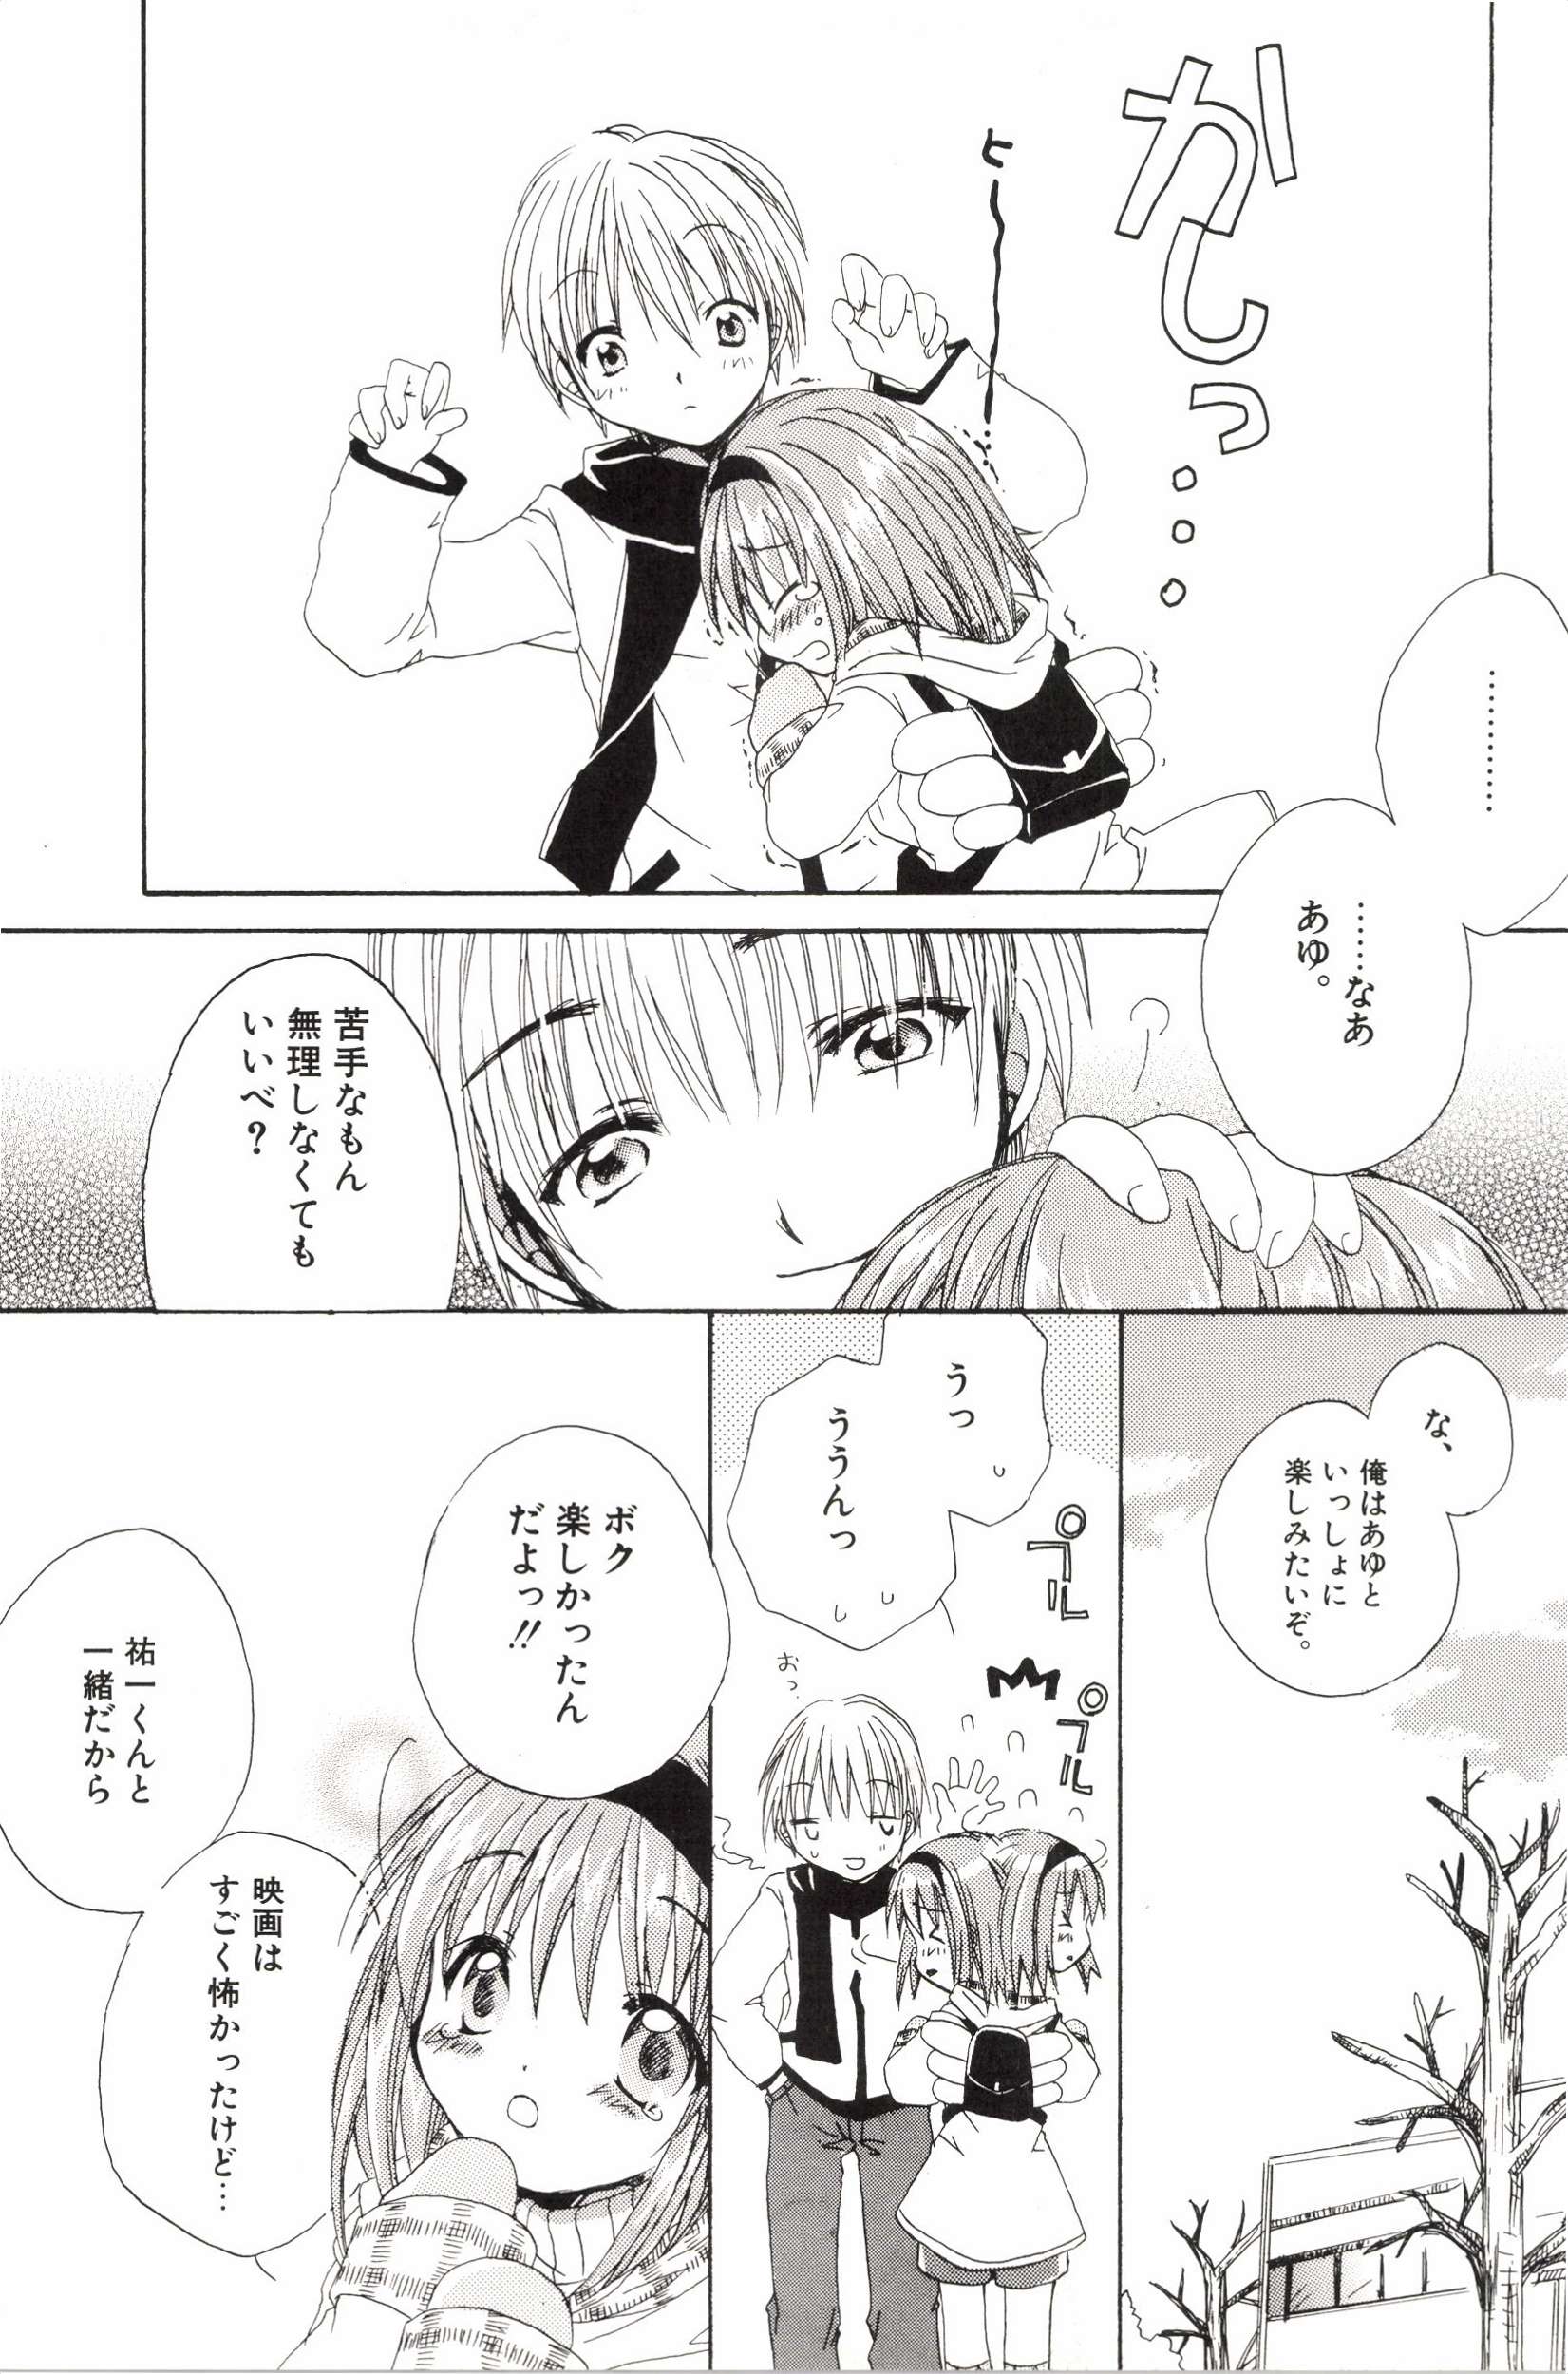 がしっ…
ヒーー…
…………
……なあ
あゆ。
苦手なもん
無理しなくても
いいべ？
な、
俺はあゆと
いっしょに
楽しみたいぞ。
うっ
ううんっ
プル
プル
おっ
ボク
楽しかったん
だよっ!!
祐一くんと
一緒だから
映画は
すごく怖かったけど…